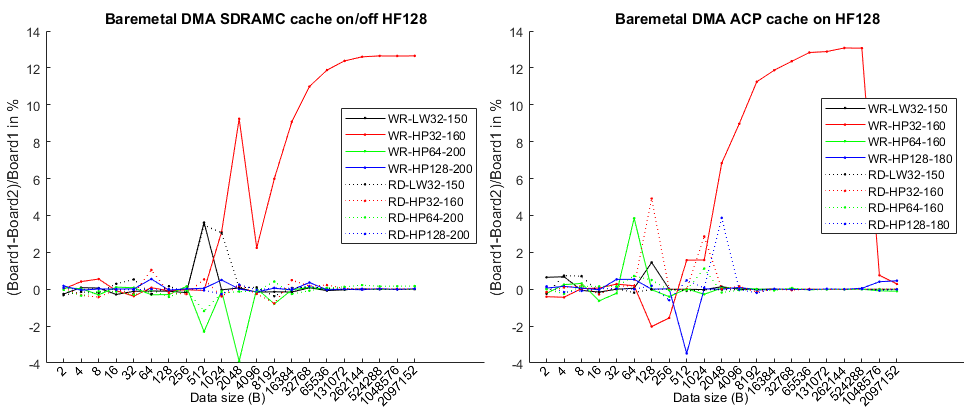 Baremetal DMA SDRAMC cache on/off HF128
(Board1-Board2)/Board1 in %
14
12
10
8
6
4
2
0
-2
-4
WR-LW32-150
WR-HP32-160
WR-HP64-200
WR-HP128-200
RD-LW32-150
RD-HP32-160
RD-HP64-200
RD-HP128-200
2
4
8
16
32
64
128
256
512
1024
2048
4096
8192
16384
32768
65536
131072
262144
524288
1048576
2097152
Data size (B)
Baremetal DMA ACP cache on HF128
(Board1-Board2)/Board1 in %
14
12
10
8
6
4
2
0
-2
-4
WR-LW32-150
WR-HP32-160
WR-HP64-160
WR-HP128-180
RD-LW32-150
RD-HP32-160
RD-HP64-160
RD-HP128-180
2
4
8
16
32
64
128
256
512
1024
2048
4096
8192
16384
32768
65536
131072
262144
524288
1048576
2097152
Data size (B)